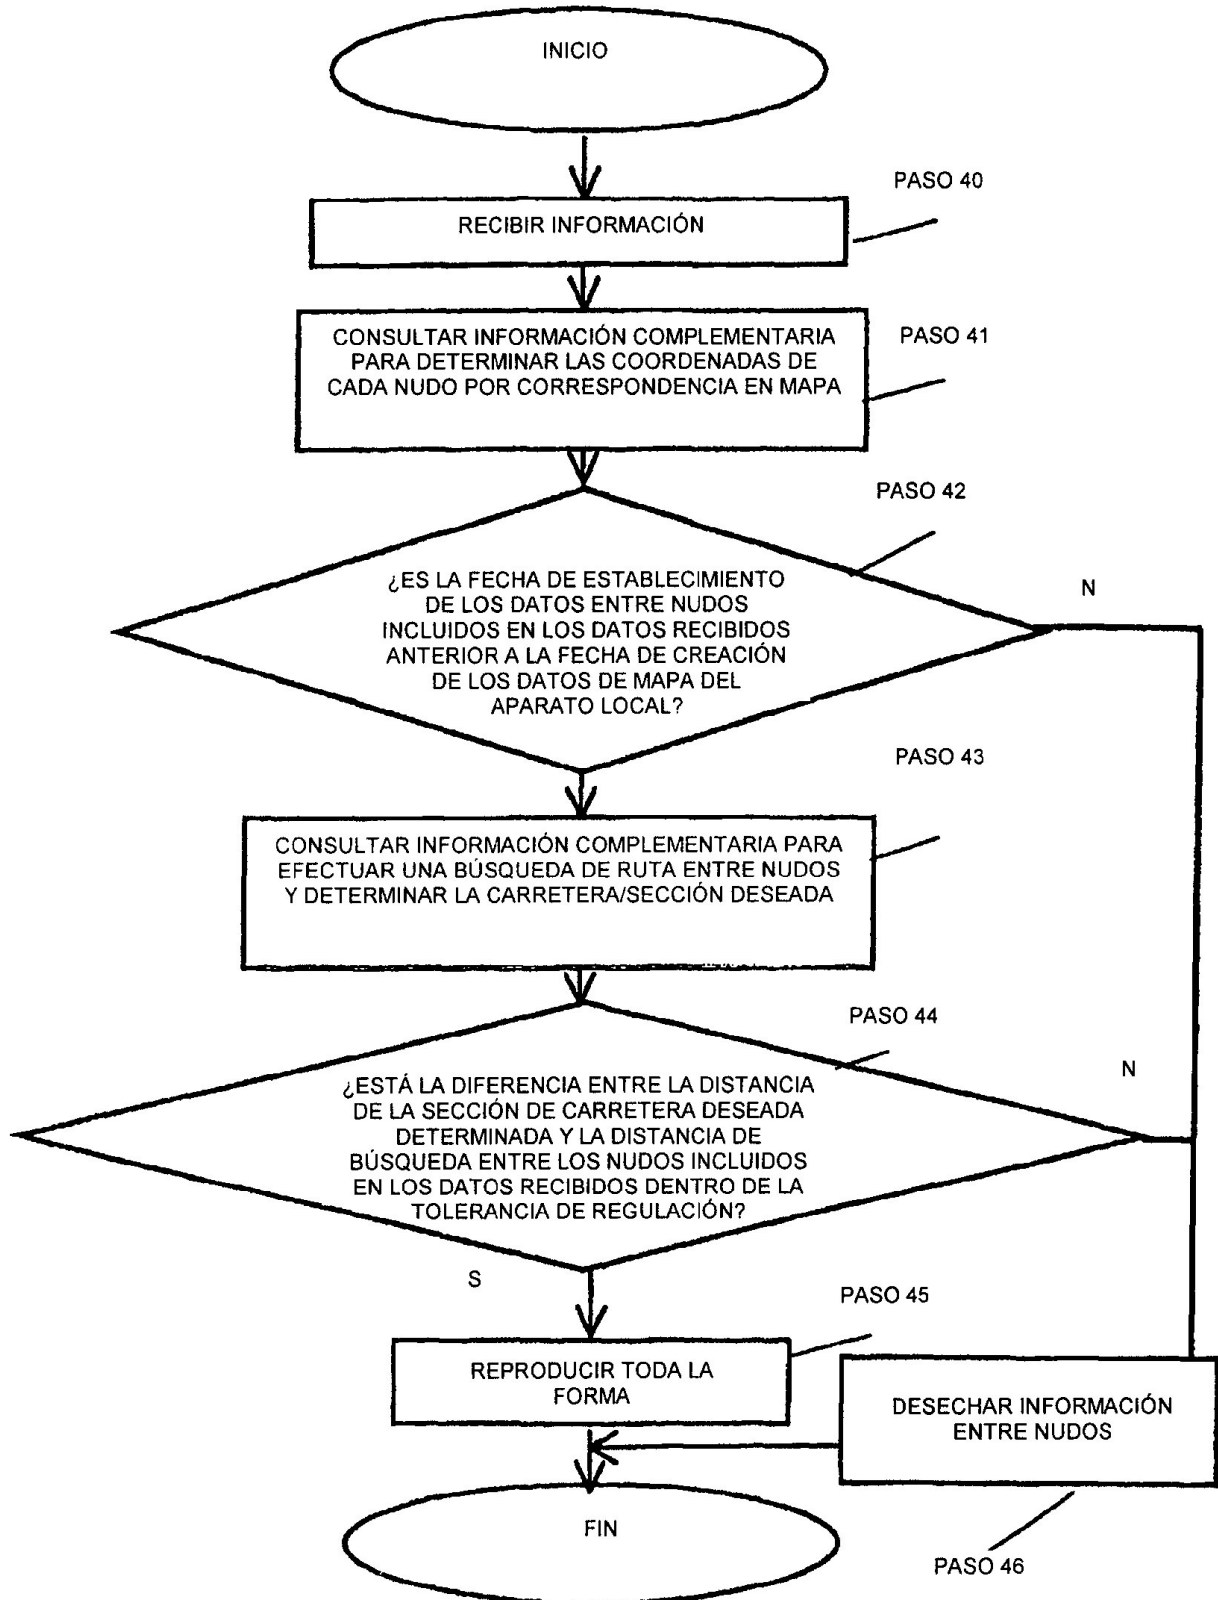 INICIO
PASO 40
RECIBIR INFORMACIÓN
CONSULTAR INFORMACIÓN COMPLEMENTARIA
PARA DETERMINAR LAS COORDENADAS DE
CADA NUDO POR CORRESPONDENCIA EN MAPA
PASO 41
PASO 42
¿ES LA FECHA DE ESTABLECIMIENTO
DE LOS DATOS ENTRE NUDOS
INCLUIDOS EN LOS DATOS RECIBIDOS
ANTERIOR A LA FECHA DE CREACIÓN
DE LOS DATOS DE MAPA DEL
APARATO LOCAL?
N
PASO 43
CONSULTAR INFORMACIÓN COMPLEMENTARIA PARA
EFECTUAR UNA BÚSQUEDA DE RUTA ENTRE NUDOS
Y DETERMINAR LA CARRETERA/SECCIÓN DESEADA
PASO 44
N
¿ESTÁ LA DIFERENCIA ENTRE LA DISTANCIA
DE LA SECCIÓN DE CARRETERA DESEADA
DETERMINADA Y LA DISTANCIA DE
BÚSQUEDA ENTRE LOS NUDOS INCLUIDOS
EN LOS DATOS RECIBIDOS DENTRO DE LA
TOLERANCIA DE REGULACIÓN?
S
PASO 45
REPRODUCIR TODA LA
FORMA
DESECHAR INFORMACIÓN
ENTRE NUDOS
FIN
PASO 46